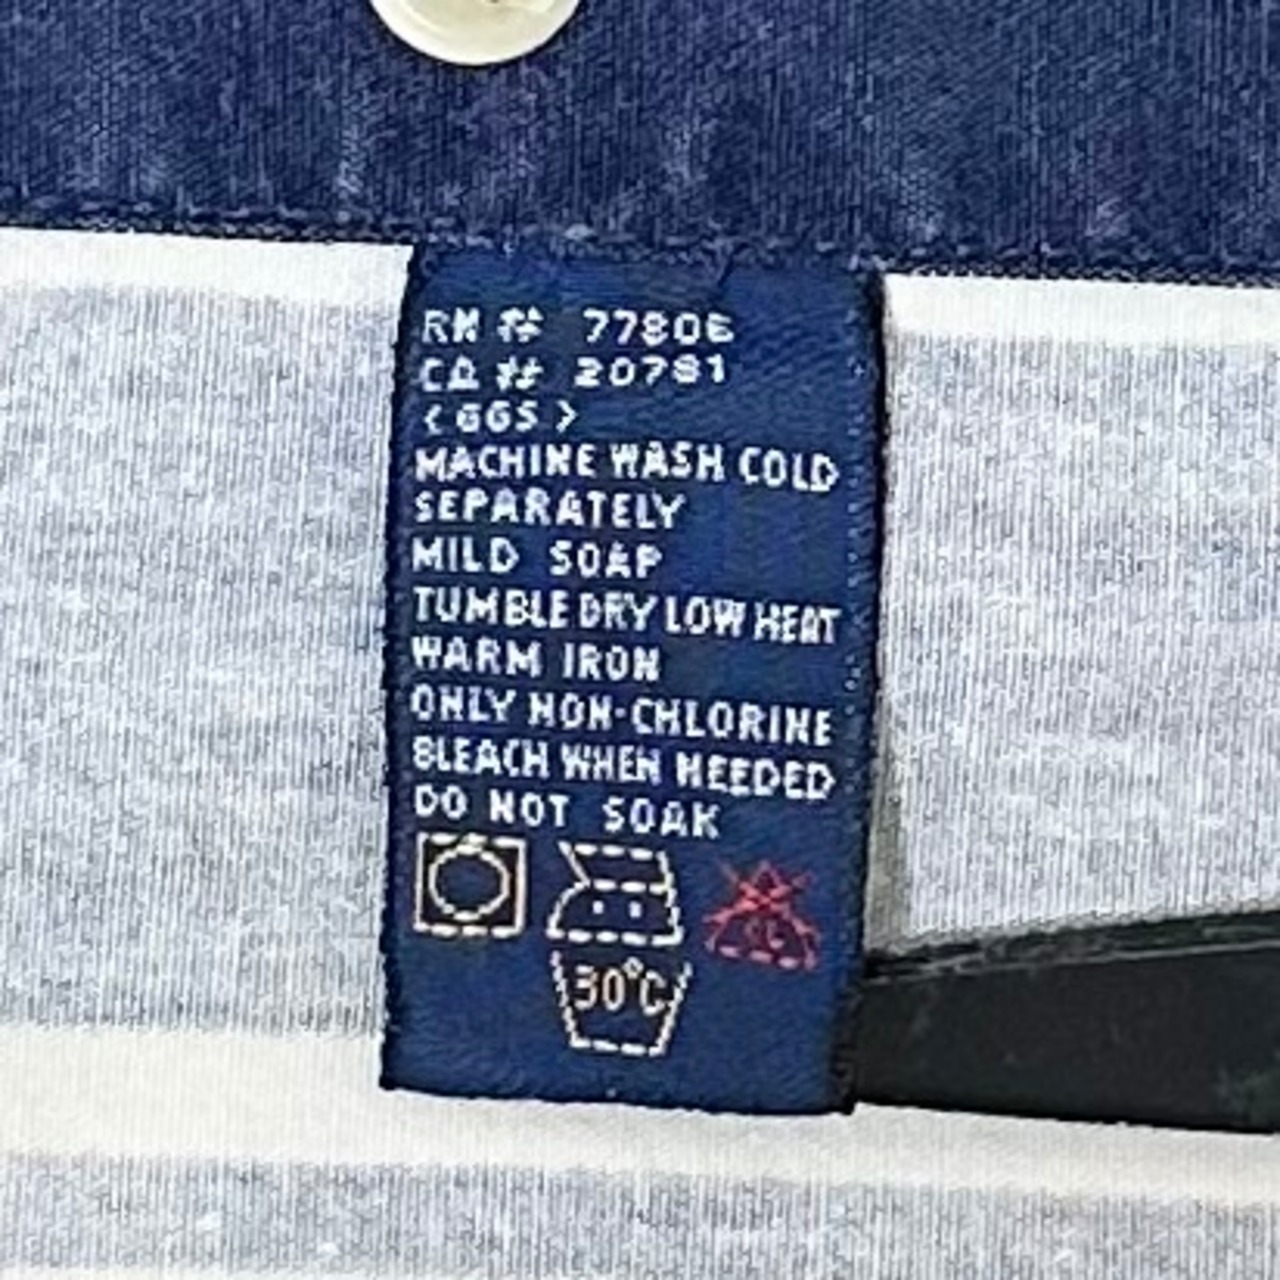 RN # 77806
CA # 20781
<GGS>
MACHINE WASH COLD
SEPARATELY
MILD SOAP
TUMBLE DRY LOW HEAT
WARM IRON
ONLY NON-CHLORINE
BLEACH WHEN NEEDED
DO NOT SOAK
CL
30°C